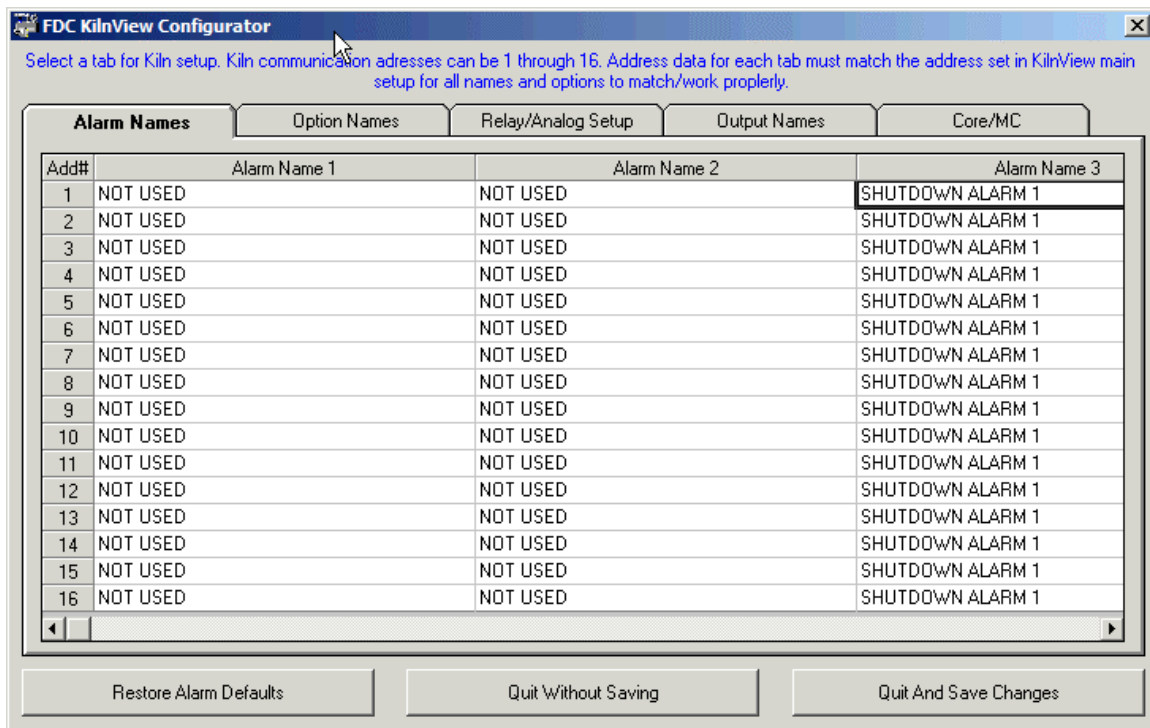 FDC KilnView Configurator
Select a tab for Kiln setup. Kiln communication adresses can be 1 through 16. Address data for each tab must match the address set in KilnView main
setup for all names and options to match/work proplerly.
Alarm Names Option Names Relay/Analog Setup Output Names Core/MC
Add# Alarm Name 1 Alarm Name 2 Alarm Name 3
1 NOT USED NOT USED SHUTDOWN ALARM 1
2 NOT USED NOT USED SHUTDOWN ALARM 1
3 NOT USED NOT USED SHUTDOWN ALARM 1
4 NOT USED NOT USED SHUTDOWN ALARM 1
5 NOT USED NOT USED SHUTDOWN ALARM 1
6 NOT USED NOT USED SHUTDOWN ALARM 1
7 NOT USED NOT USED SHUTDOWN ALARM 1
8 NOT USED NOT USED SHUTDOWN ALARM 1
9 NOT USED NOT USED SHUTDOWN ALARM 1
10 NOT USED NOT USED SHUTDOWN ALARM 1
11 NOT USED NOT USED SHUTDOWN ALARM 1
12 NOT USED NOT USED SHUTDOWN ALARM 1
13 NOT USED NOT USED SHUTDOWN ALARM 1
14 NOT USED NOT USED SHUTDOWN ALARM 1
15 NOT USED NOT USED SHUTDOWN ALARM 1
16 NOT USED NOT USED SHUTDOWN ALARM 1
Restore Alarm Defaults Quit Without Saving Quit And Save Changes